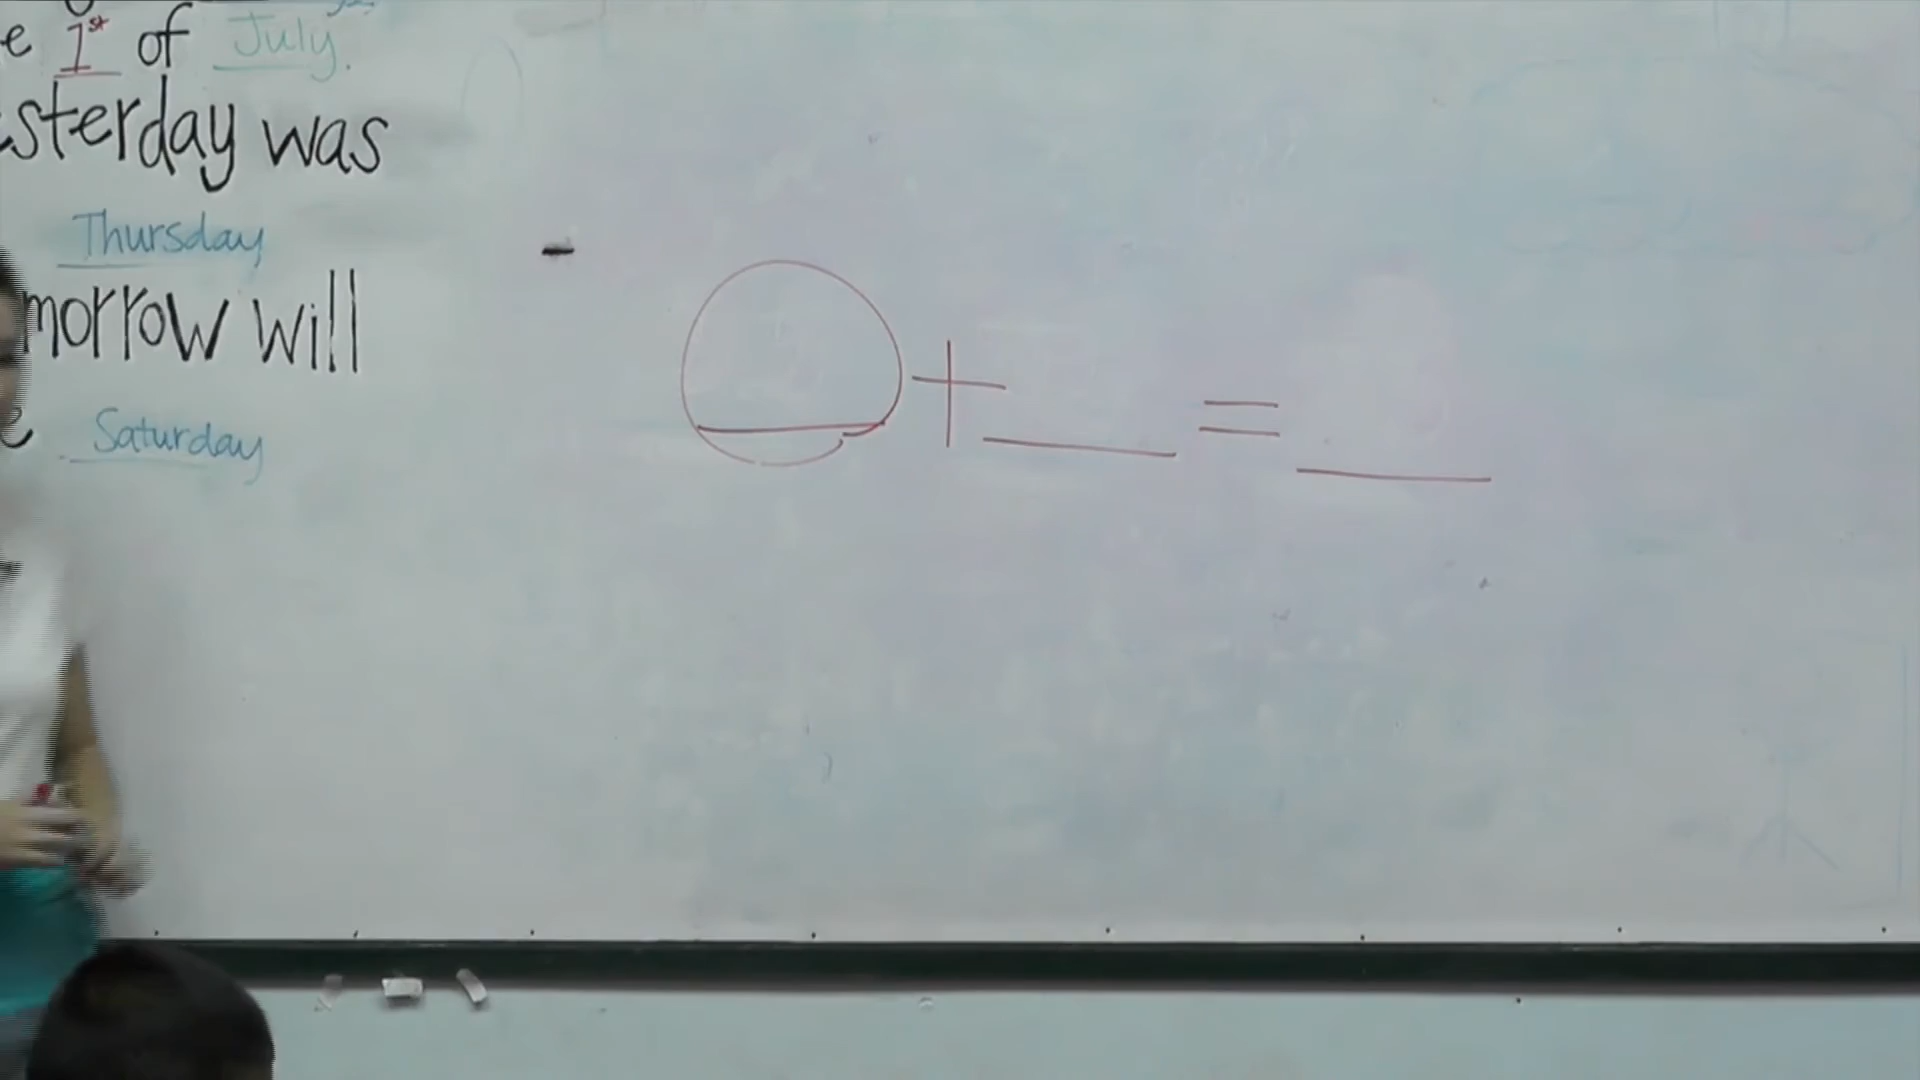 e 1st of July.
sterday was
Thursday
morrow will
e Saturday
+ =